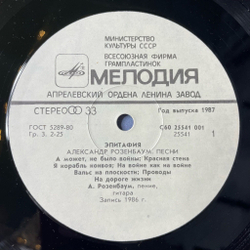 МИНИСТЕРСТВО
КУЛЬТУРЫ СССР
ВСЕСОЮЗНАЯ ФИРМА
ГРАМПЛАСТИНОК
МЕЛОДИЯ
АПРЕЛЕВСКИЙ ОРДЕНА ЛЕНИНА ЗАВОД
СТЕРЕО 33
Год выпуска 1987
ГОСТ 5289-80
Гр. 3. 2-25
С60 25541 001
25541 1
ЭПИТАФИЯ
АЛЕКСАНДР РОЗЕНБАУМ. ПЕСНИ
А может, не было войны; Красная стена
Я корабль конвоя; На войне как на войне
Вальс на плоскости; Проводы
На дороге жизни
А. Розенбаум, пение,
гитара
Запись 1986 г.